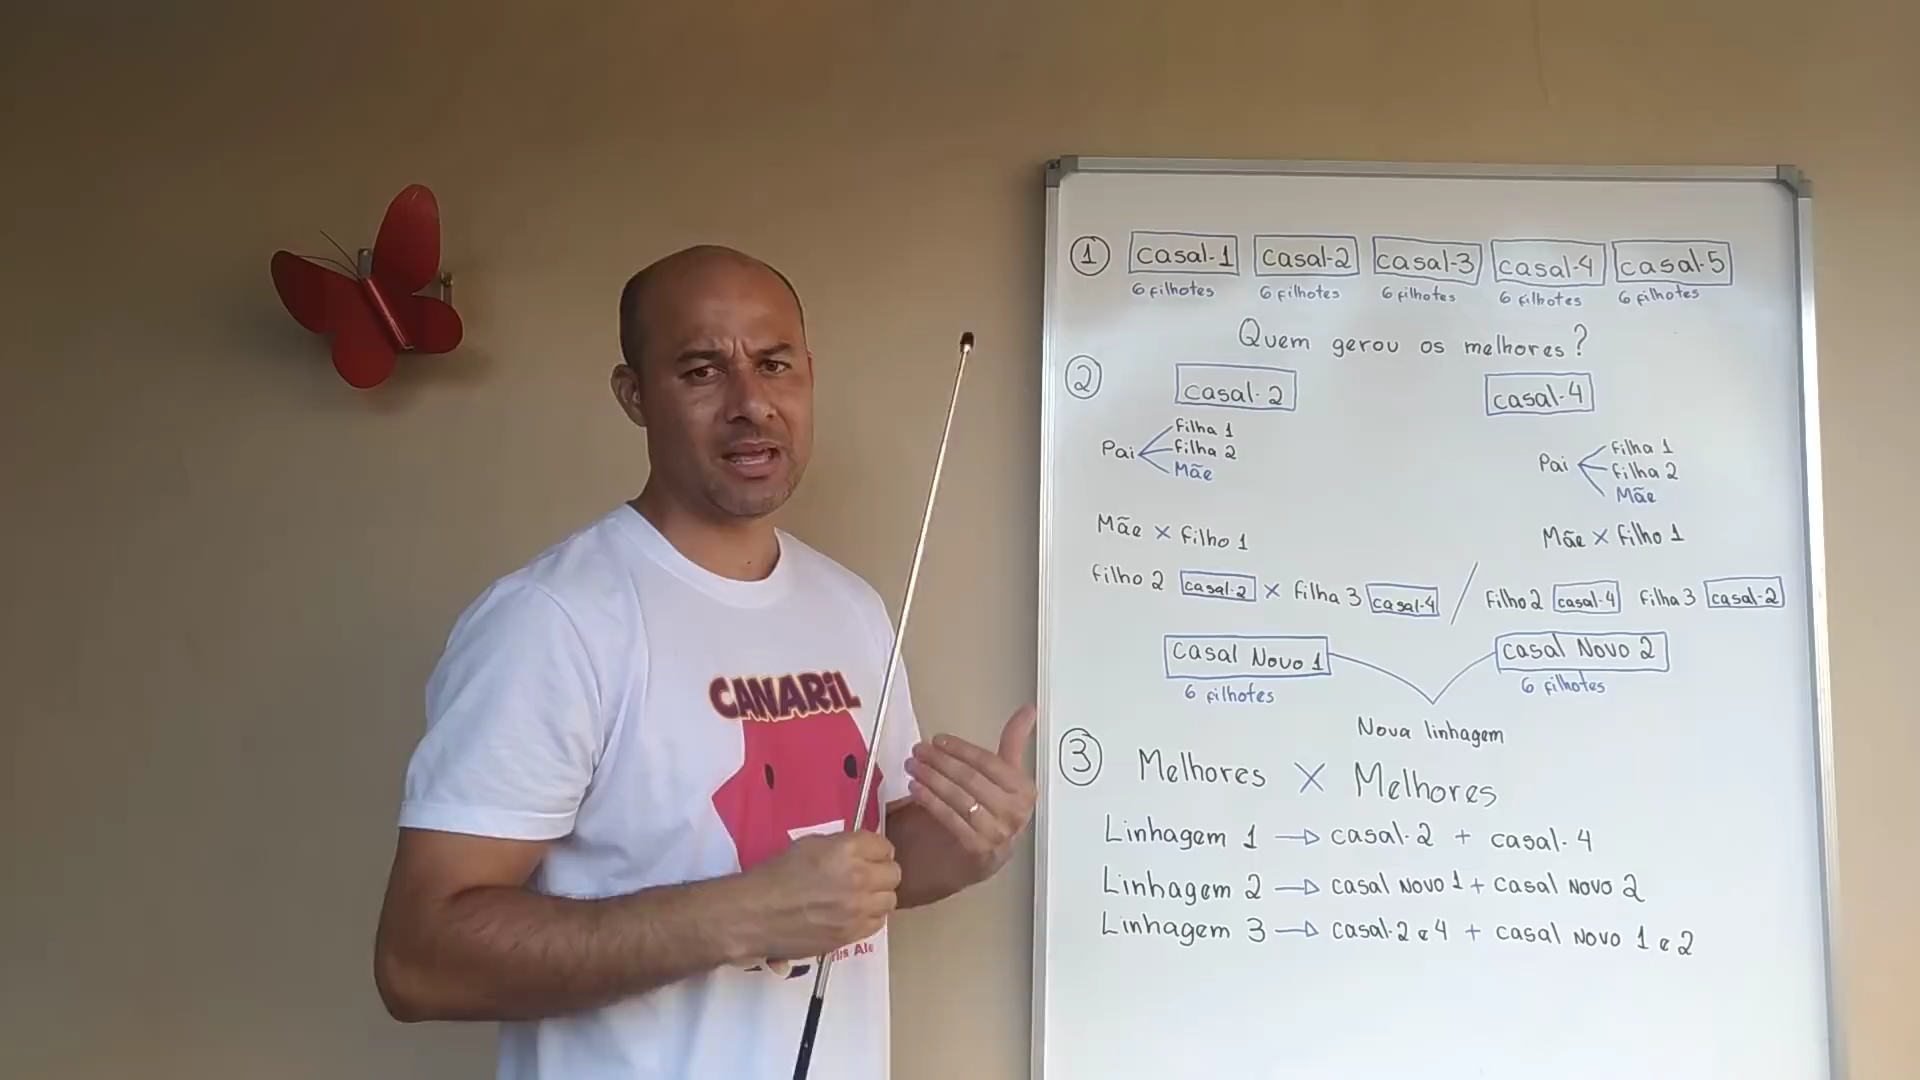 1 casal-1 casal-2 casal-3 casal-4 casal-5
6 filhotes 6 filhotes 6 filhotes 6 filhotes 6 filhotes
Quem gerou os melhores?
2 casal-2 casal-4
Pai Filha 1
Filha 2
Mãe
Pai Filha 1
Filha 2
Mãe
Mãe x Filho 1
Mãe x Filho 1
Filho 2 casal-2 x Filha 3 casal-4 / Filho 2 casal-4 Filha 3 casal-2
casal Novo 1 casal Novo 2
6 filhotes 6 filhotes
Nova linhagem
3 Melhores X Melhores
Linhagem 1 → casal-2 + casal-4
Linhagem 2 → casal Novo 1 + casal Novo 2
Linhagem 3 → casal-2 e 4 + casal Novo 1 e 2
CANARIL